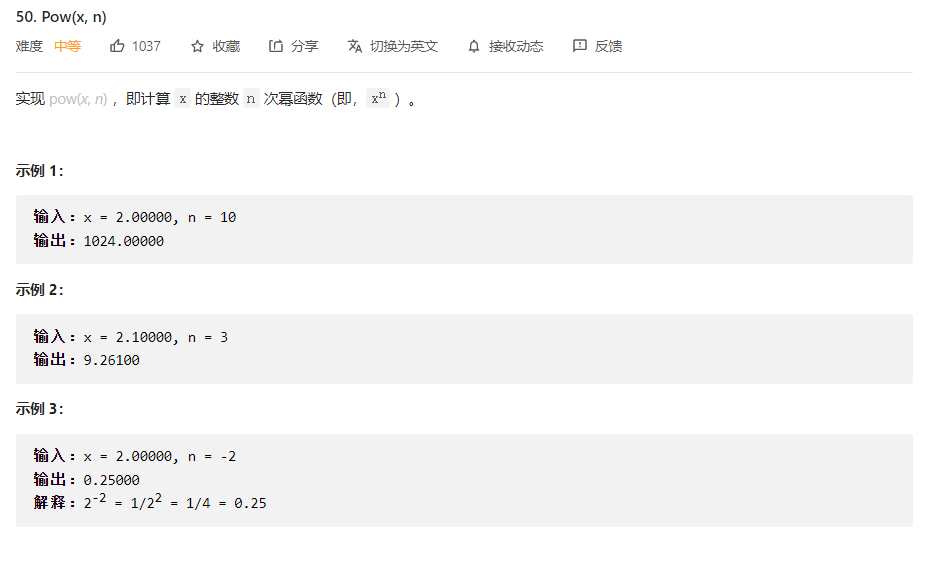 50. Pow(x, n)
难度 中等 1037 收藏 分享 切换为英文 接收动态 反馈
实现 pow(x, n) ，即计算 x 的整数 n 次幂函数（即，xⁿ ）。
示例 1：
输入：x = 2.00000, n = 10
输出：1024.00000
示例 2：
输入：x = 2.10000, n = 3
输出：9.26100
示例 3：
输入：x = 2.00000, n = -2
输出：0.25000
解释：2⁻² = 1/2² = 1/4 = 0.25